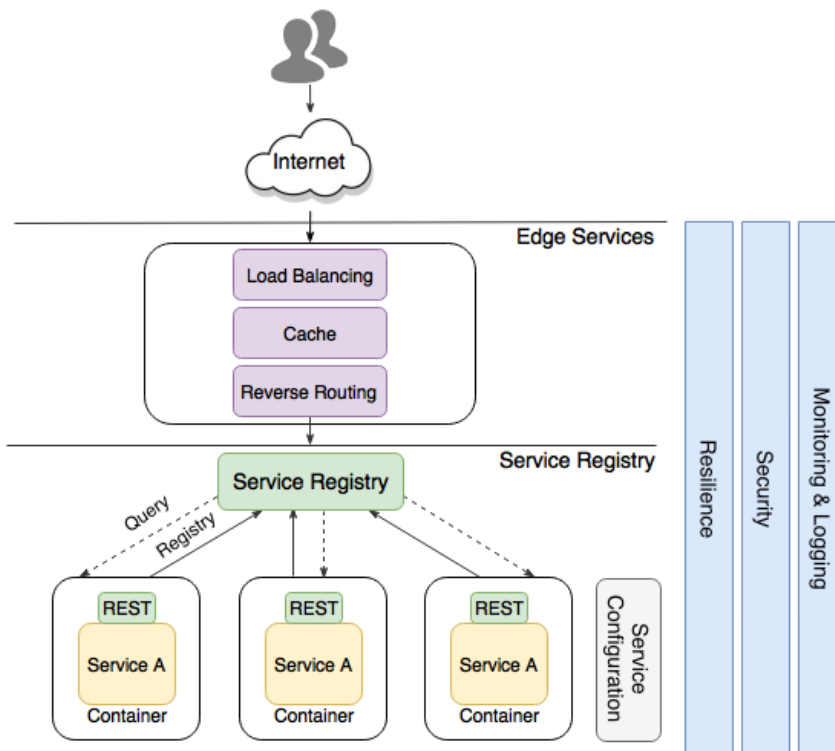 Internet
Edge Services
Load Balancing
Cache
Reverse Routing
Service Registry
Service Registry
Query
Registry
REST
Service A
Container
REST
Service A
Container
REST
Service A
Container
Service
Configuration
Resilience
Security
Monitoring & Logging